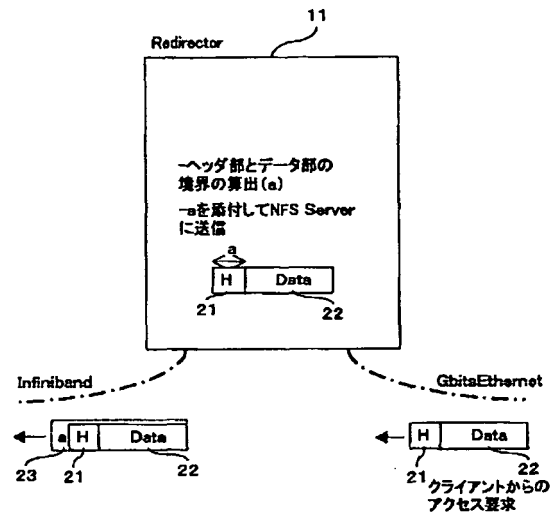 11
Redirector
-ヘッダ部とデータ部の
境界の算出(a)
-aを添付してNFS Server
に送信
a
H Data
21 22
Infiniband
GbitsEthernet
a H Data
23 21 22
H Data
21 22
クライアントからの
アクセス要求